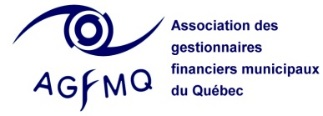 AGFMQ
Association des
gestionnaires
financiers municipaux
du Québec